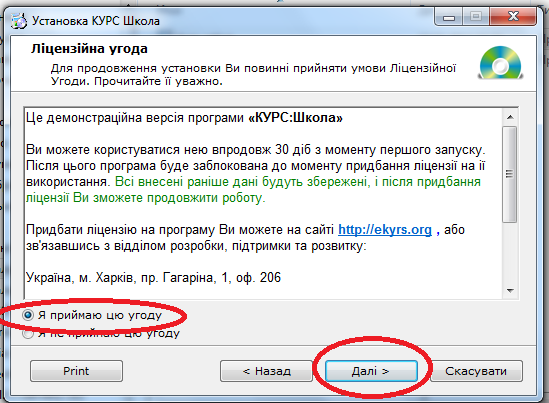 Установка КУРС Школа
Ліцензійна угода
Для продовження установки Ви повинні прийняти умови Ліцензійної
Угоди. Прочитайте її уважно.
Це демонстраційна версія програми «КУРС:Школа»
Ви можете користуватися нею впродовж 30 діб з моменту першого запуску.
Після цього програма буде заблокована до моменту придбання ліцензії на її
використання. Всі внесені раніше дані будуть збережені, і після придбання
ліцензії Ви зможете продовжити роботу.
Придбати ліцензію на програму Ви можете на сайті http://ekyrs.org , або
зв'язавшись з відділом розробки, підтримки та розвитку:
Україна, м. Харків, пр. Гагаріна, 1, оф. 206
Я приймаю цю угоду
Я не приймаю цю угоду
Print < Назад Далі > Скасувати